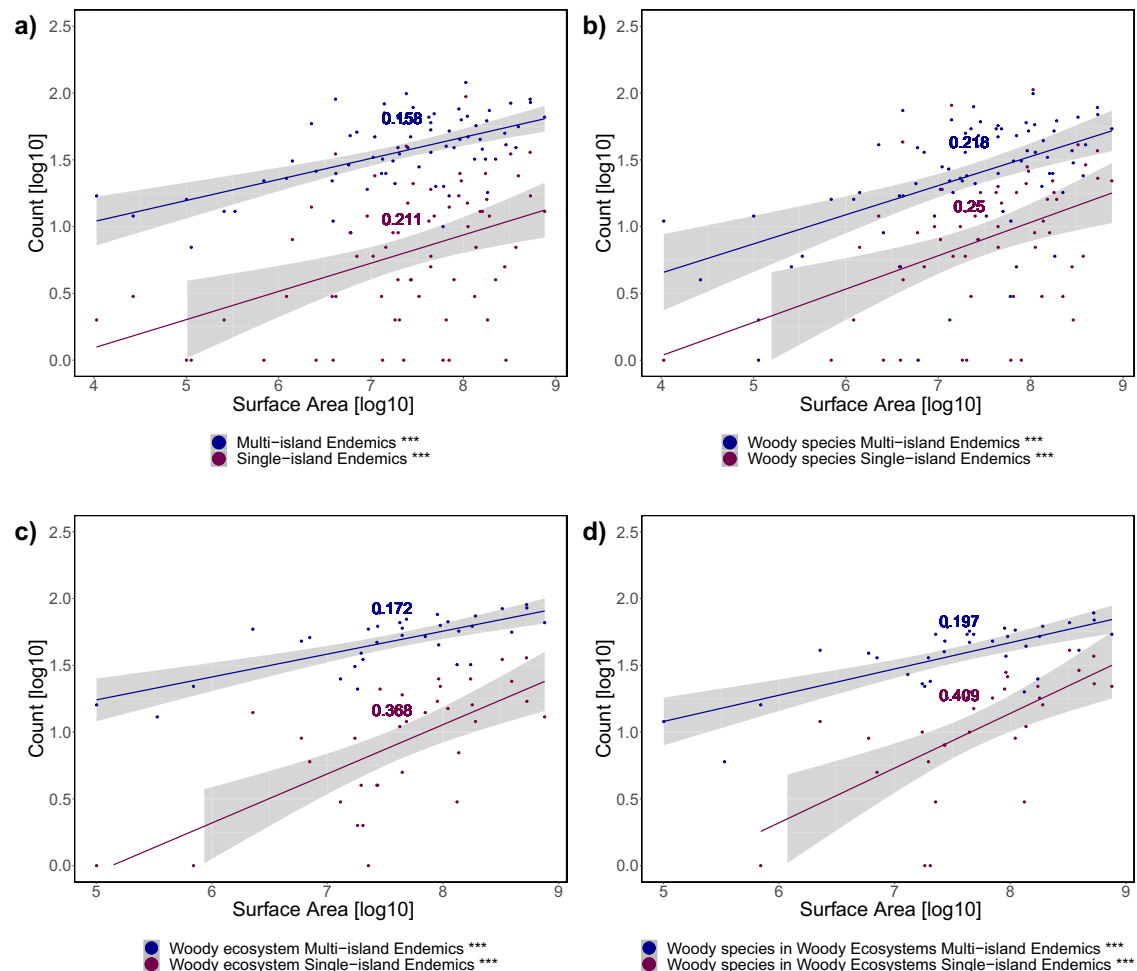 a)
2.5
2.0
1.5
1.0
0.5
0.0
Count [log10]
0.158
0.211
4 5 6 7 8 9
Surface Area [log10]
Multi-island Endemics ***
Single-island Endemics ***
b)
2.5
2.0
1.5
1.0
0.5
0.0
Count [log10]
0.218
0.25
4 5 6 7 8 9
Surface Area [log10]
Woody species Multi-island Endemics ***
Woody species Single-island Endemics ***
c)
2.5
2.0
1.5
1.0
0.5
0.0
Count [log10]
0.172
0.368
5 6 7 8 9
Surface Area [log10]
Woody ecosystem Multi-island Endemics ***
Woody ecosystem Single-island Endemics ***
d)
2.5
2.0
1.5
1.0
0.5
0.0
Count [log10]
0.197
0.409
5 6 7 8 9
Surface Area [log10]
Woody species in Woody Ecosystems Multi-island Endemics ***
Woody species in Woody Ecosystems Single-island Endemics ***